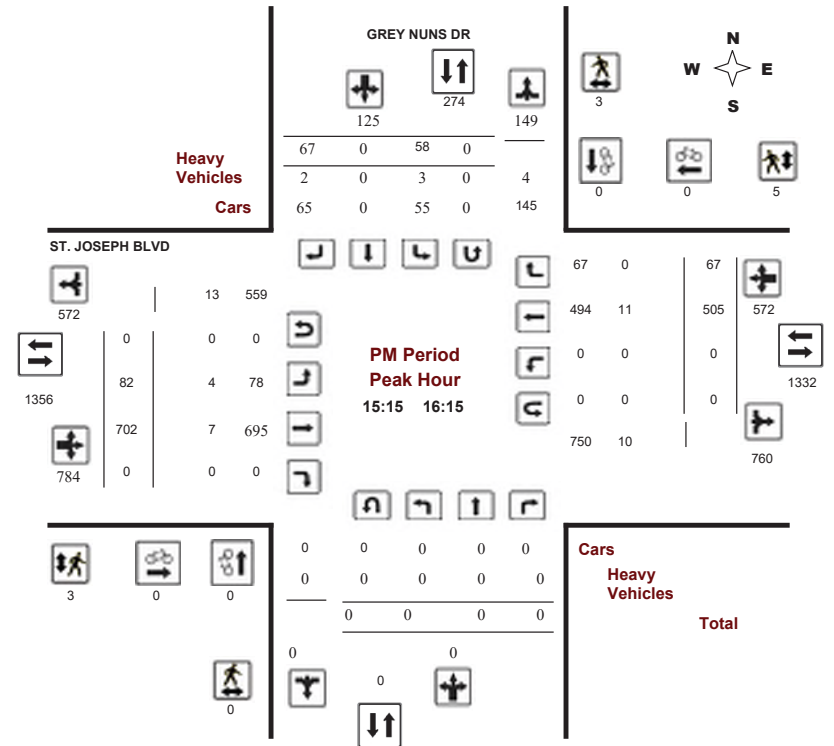 GREY NUNS DR
N
W E
S
274
3
125 149
67 0 58 0
Heavy
Vehicles
2 0 3 0 4
0 0 5
Cars
65 0 55 0 145
ST. JOSEPH BLVD
572
13 559
67 0 67
494 11 505 572
0 0 0
0 0 0
1356
82 4 78
702 7 695
784
0 0 0
PM Period
Peak Hour
15:15 16:15
0 0 0
0 0 0
1332
750 10
760
0 0 0 0 0
Cars
0 0 0 0 0
Heavy
Vehicles
3 0 0
0 0 0 0
Total
0 0
0
0